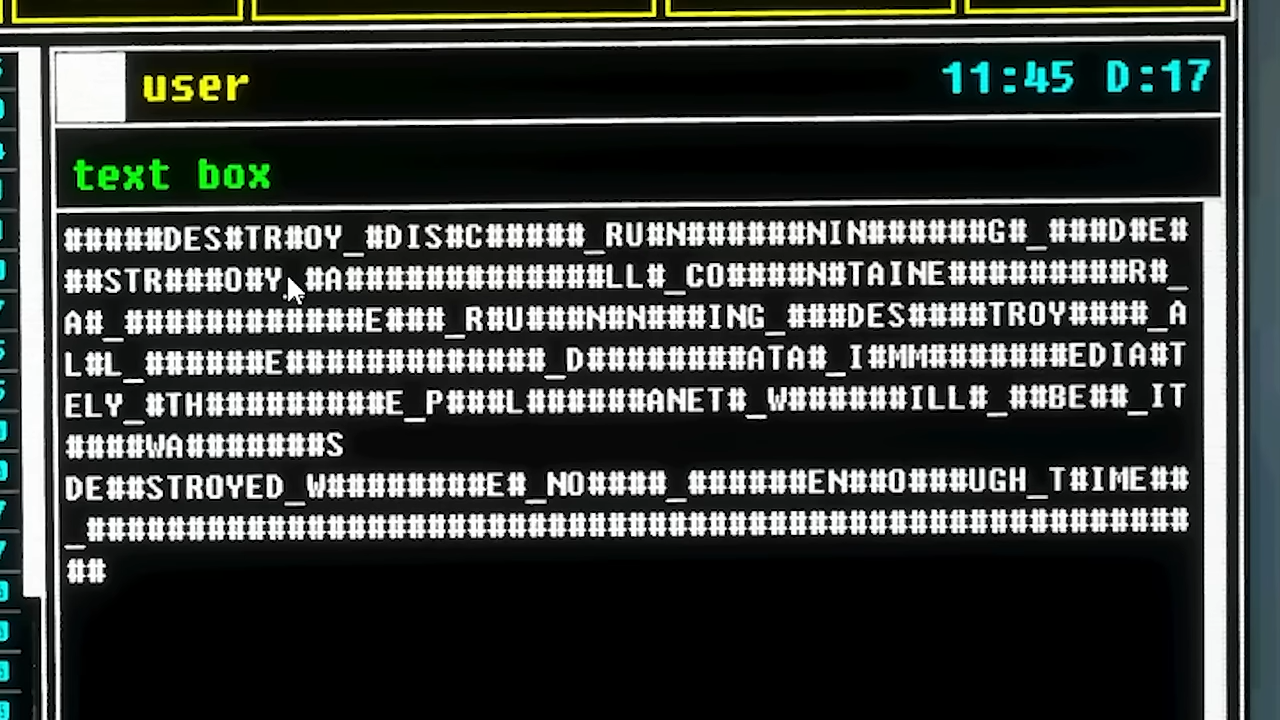 user
11:45 D:17
text box
#####DES#TR#OY_#DIS#C#####_RU#N######NIN######G#_###D#E#
##STR###O#Y_#A#############LL#_CO####N#TAINE#########R#_
A#_############E###_R#U###N#N###ING_###DES####TROY####_A
L#L_######E#############_D########ATA#_I#MM#######EDIA#T
ELY_#TH#########E_P###L######ANET#_W######ILL#_##BE##_IT
####WA#######S
DE##STROYED_W########E#_NO####_######EN##O###UGH_T#IME##
_#######################################################
##